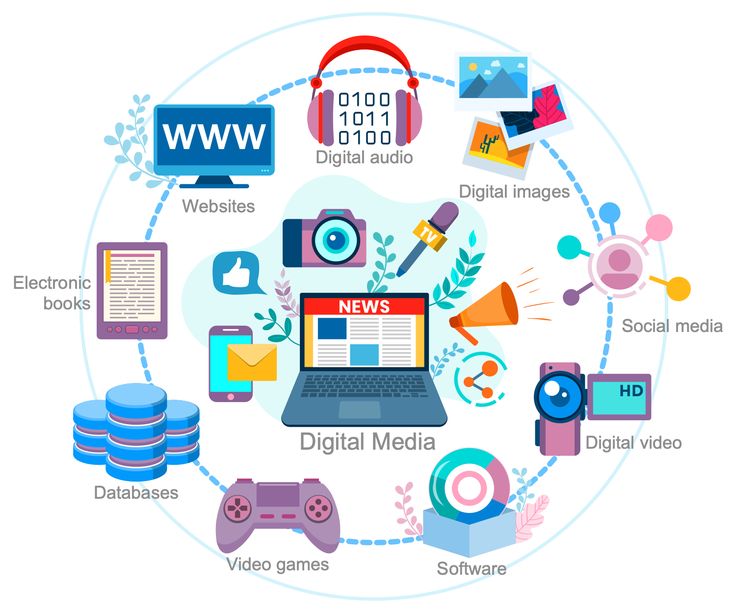 0100
1011
0100
Digital audio
Digital images
Social media
HD
Digital video
Software
Video games
Databases
Electronic
books
WWW
Websites
TV
NEWS
Digital Media